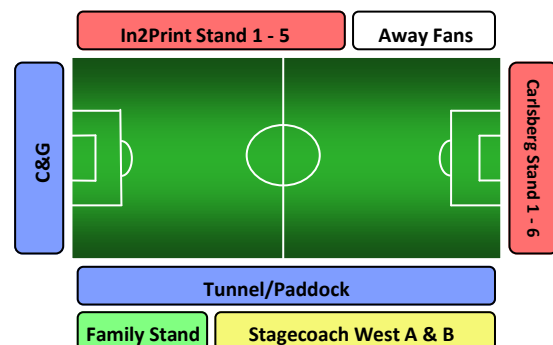 In2Print Stand 1 - 5
Away Fans
C&G
Carlsberg Stand 1 - 6
Tunnel/Paddock
Family Stand
Stagecoach West A & B